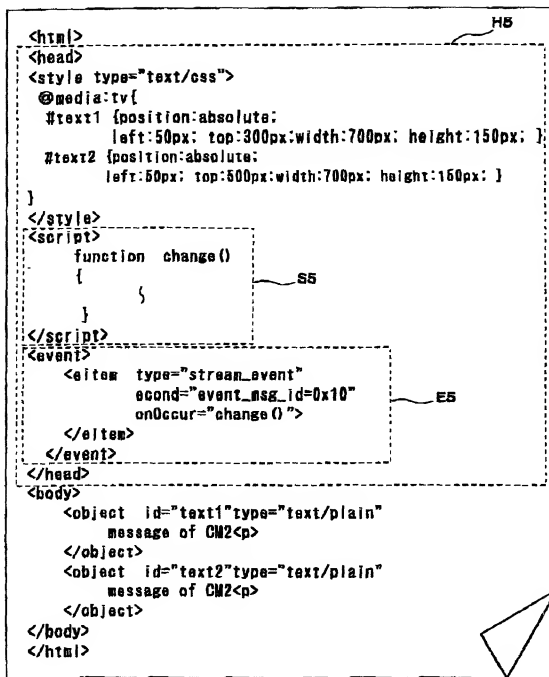 H5
<html>
<head>
<style type="text/css">
@media:tv{
#text1 {position:absolute;
left:50px; top:300px;width:700px; height:150px; }
#text2 {position:absolute;
left:50px; top:500px;width:700px; height:150px; }
}
</style>
<script>
function change()
{
}
</script>
S5
<event>
<eitem type="stream_event"
econd="event_msg_id=0x10"
onOccur="change()">
</eitem>
</event>
E5
</head>
<body>
<object id="text1"type="text/plain"
message of CM2<p>
</object>
<object id="text2"type="text/plain"
message of CM2<p>
</object>
</body>
</html>